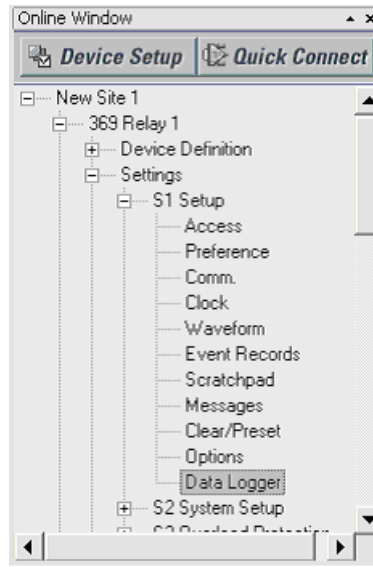 Online Window
Device Setup Quick Connect
New Site 1
369 Relay 1
Device Definition
Settings
S1 Setup
Access
Preference
Comm.
Clock
Waveform
Event Records
Scratchpad
Messages
Clear/Preset
Options
Data Logger
S2 System Setup